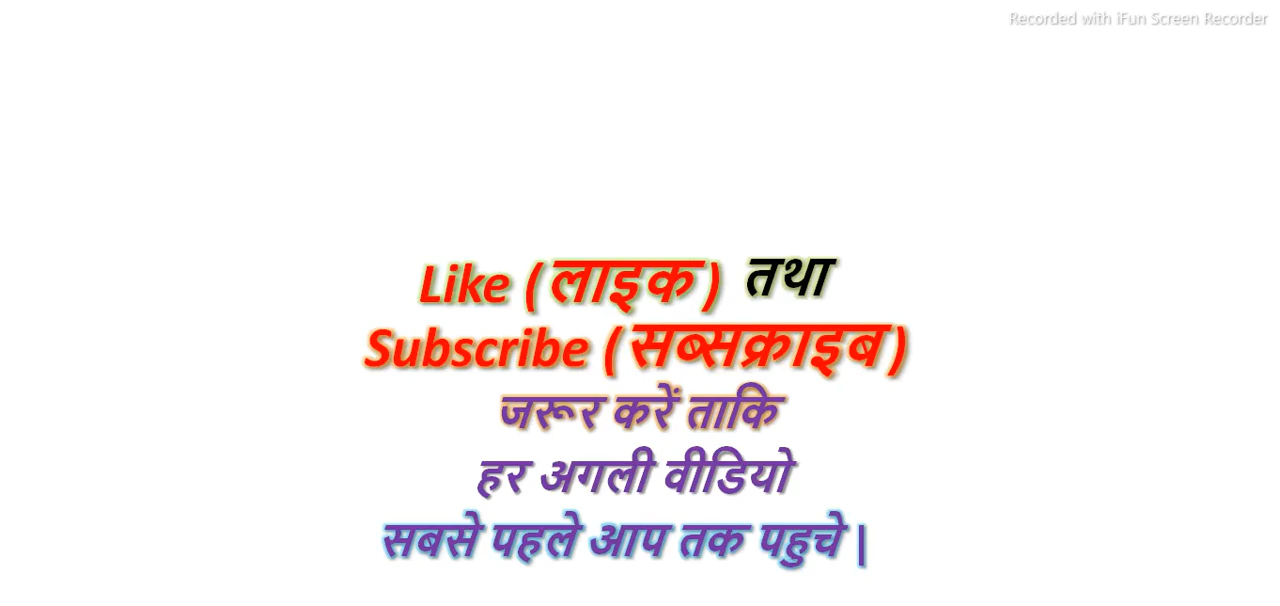 Recorded with iFun Screen Recorder
Like (लाइक) तथा
Subscribe (सब्सक्राइब)
जरूर करें ताकि
हर अगली वीडियो
सबसे पहले आप तक पहुचे |